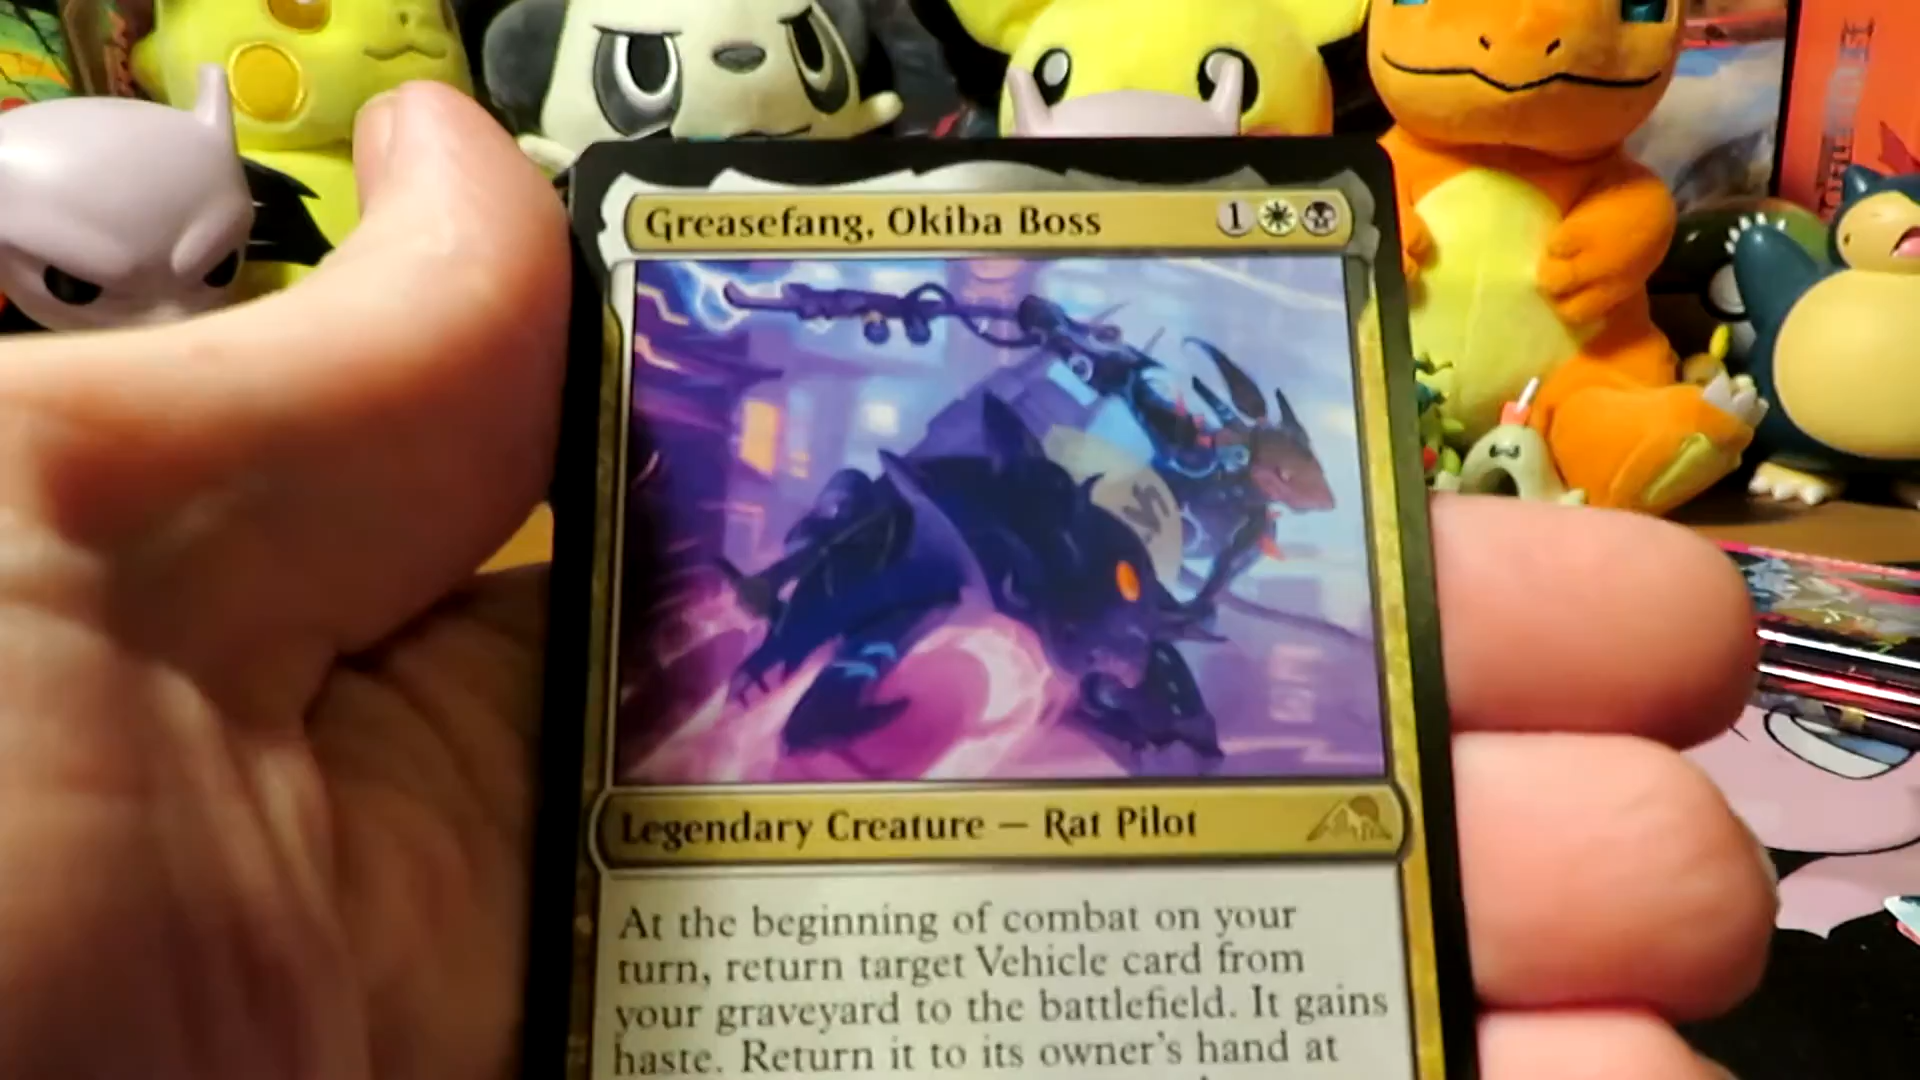 Greasefang, Okiba Boss 1
Legendary Creature — Rat Pilot
At the beginning of combat on your
turn, return target Vehicle card from
your graveyard to the battlefield. It gains
haste. Return it to its owner's hand at